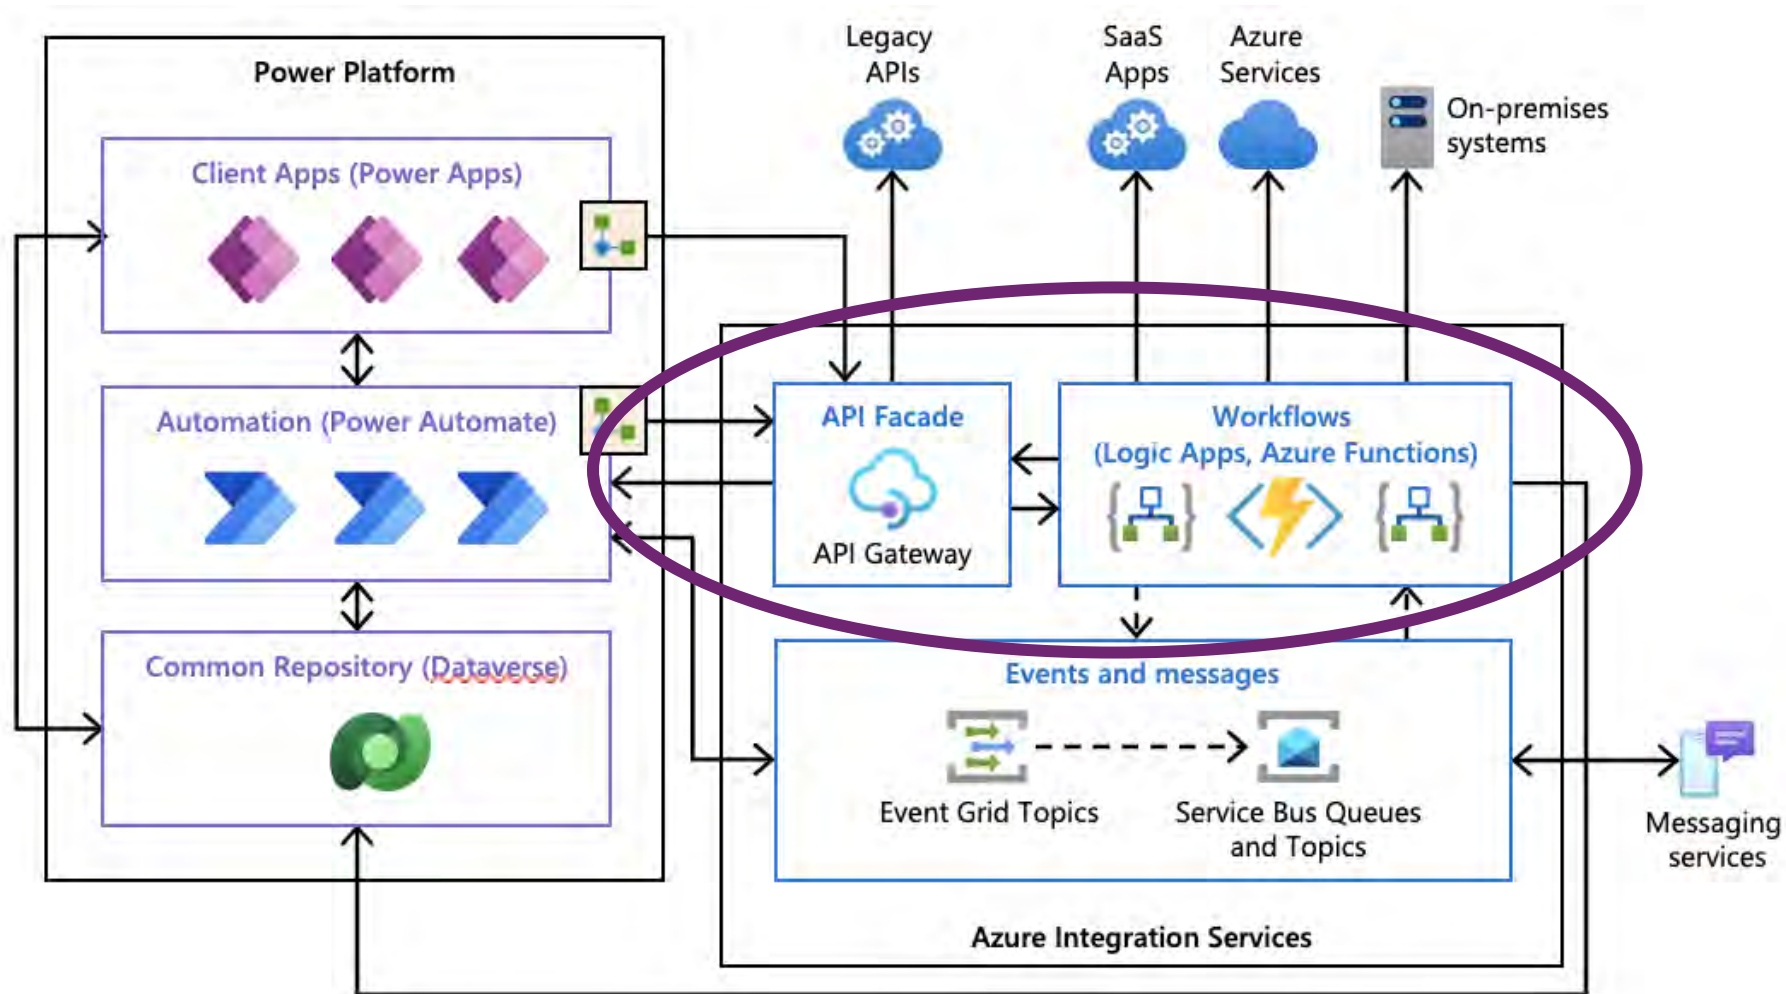 Power Platform
Client Apps (Power Apps)
Automation (Power Automate)
Common Repository (Dataverse)
Legacy
APIs
SaaS
Apps
Azure
Services
On-premises
systems
API Facade
API Gateway
Workflows
(Logic Apps, Azure Functions)
Events and messages
Event Grid Topics
Service Bus Queues
and Topics
Messaging
services
Azure Integration Services